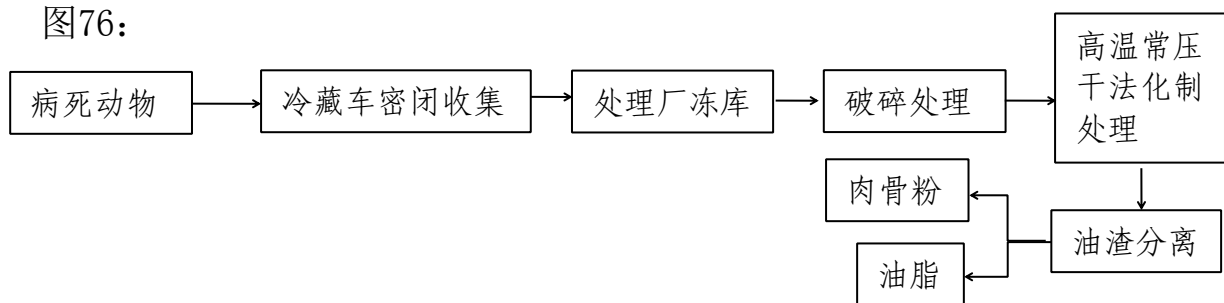 图76：
病死动物
冷藏车密闭收集
处理厂冻库
破碎处理
高温常压
干法化制
处理
肉骨粉
油渣分离
油脂